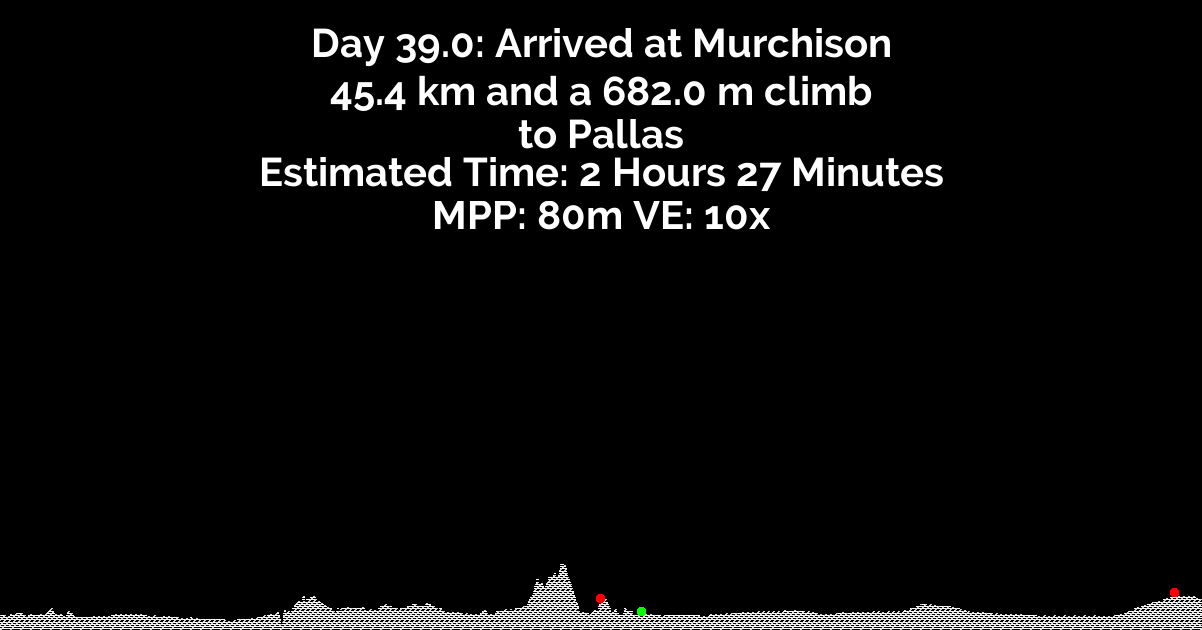 Day 39.0: Arrived at Murchison
45.4 km and a 682.0 m climb
to Pallas
Estimated Time: 2 Hours 27 Minutes
MPP: 80m VE: 10x